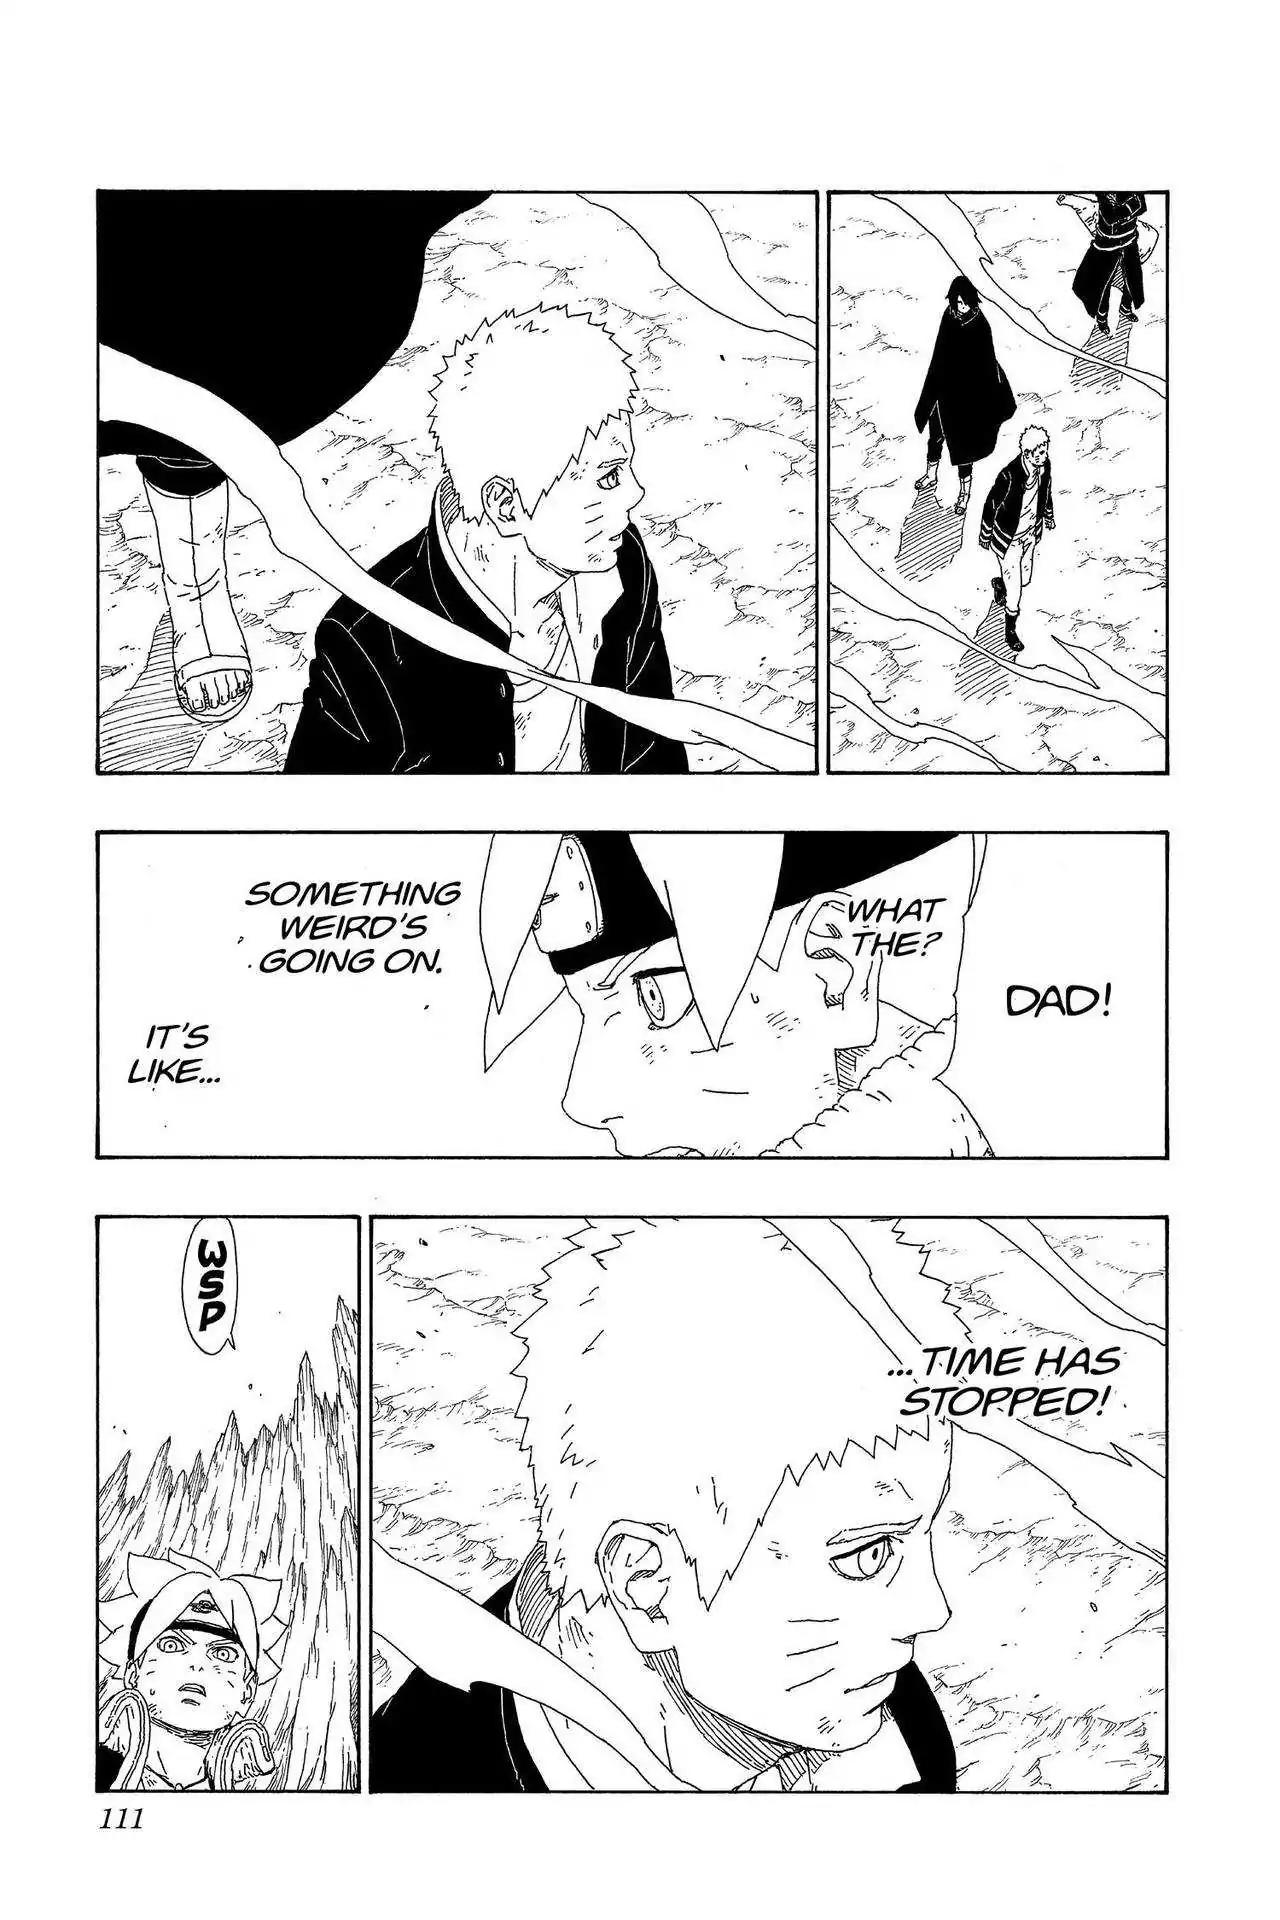 DAD!
WHAT
THE?
SOMETHING
WEIRD'S
GOING ON.
IT'S
LIKE...
...TIME HAS
STOPPED!
WSP
111